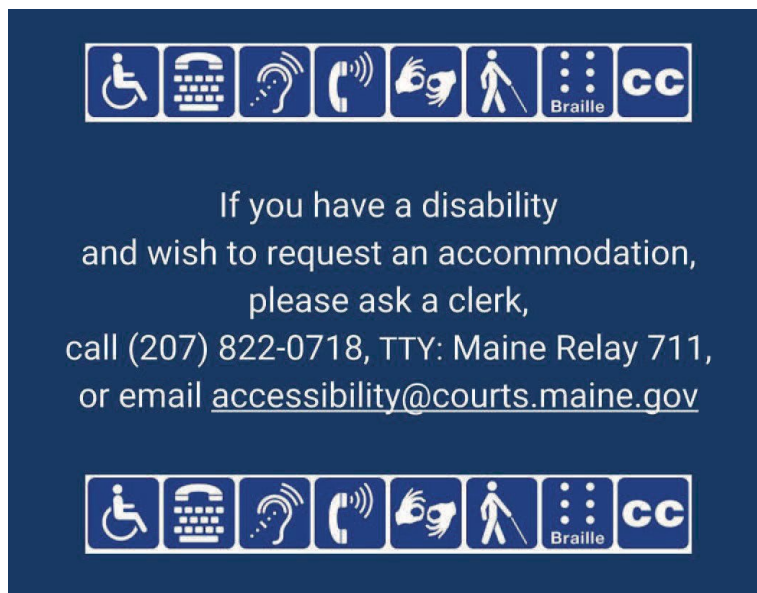 Braille CC
If you have a disability
and wish to request an accommodation,
please ask a clerk,
call (207) 822-0718, TTY: Maine Relay 711,
or email accessibility@courts.maine.gov
Braille CC